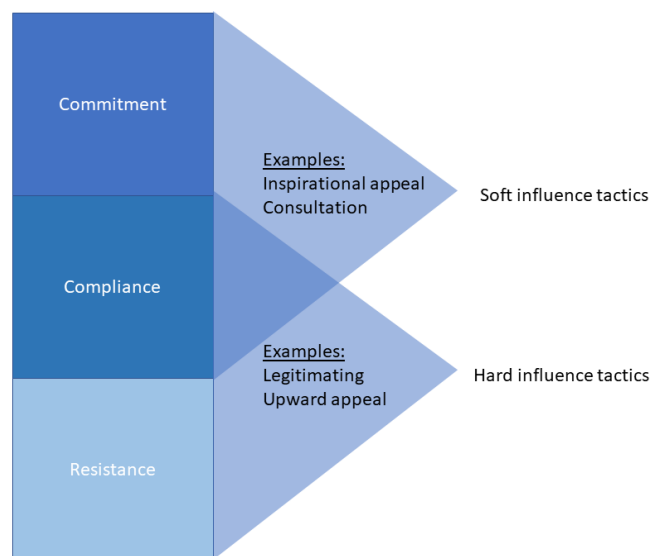 Commitment
Examples:
Inspirational appeal
Consultation
Soft influence tactics
Compliance
Examples:
Legitimating
Upward appeal
Hard influence tactics
Resistance